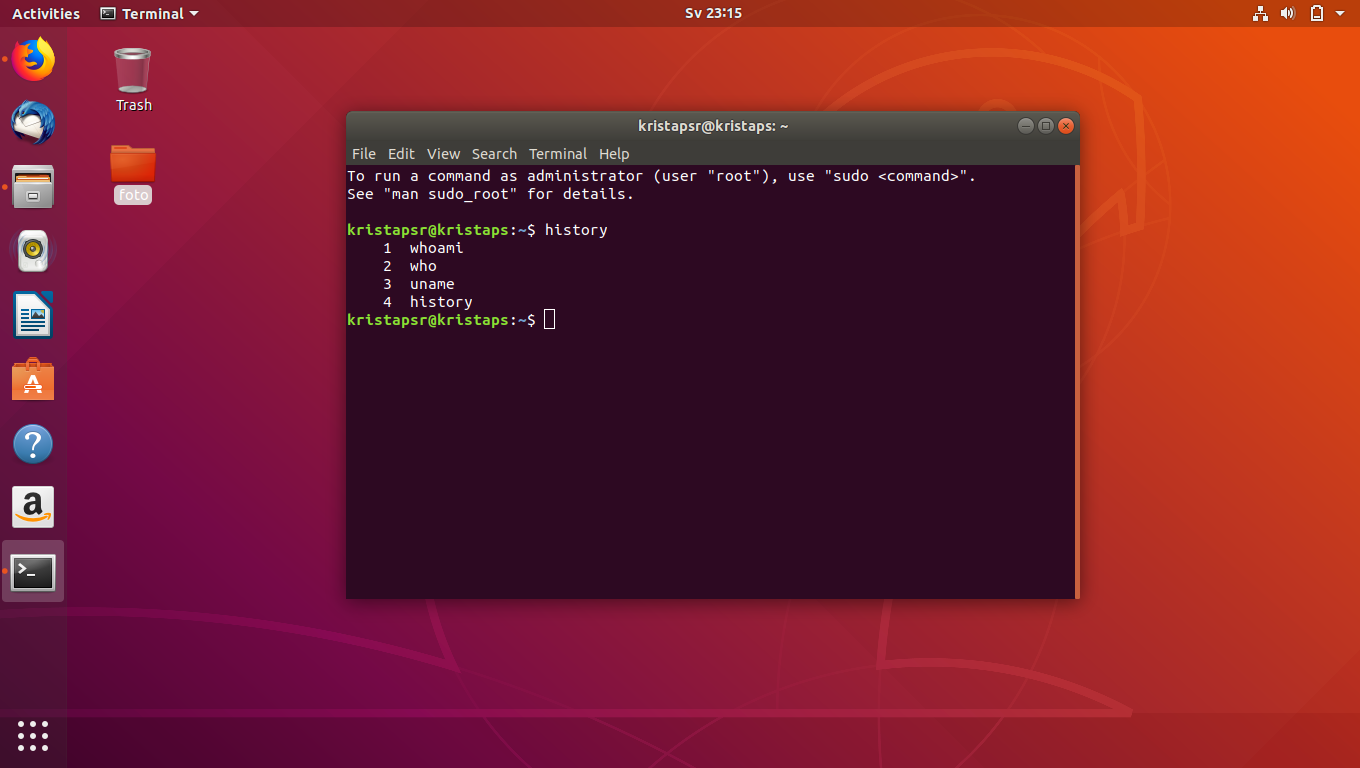 Activities Terminal Sv 23:15
Trash
foto
kristapsr@kristaps: ~
File Edit View Search Terminal Help
To run a command as administrator (user "root"), use "sudo <command>".
See "man sudo_root" for details.
kristapsr@kristaps:~$ history
1 whoami
2 who
3 uname
4 history
kristapsr@kristaps:~$